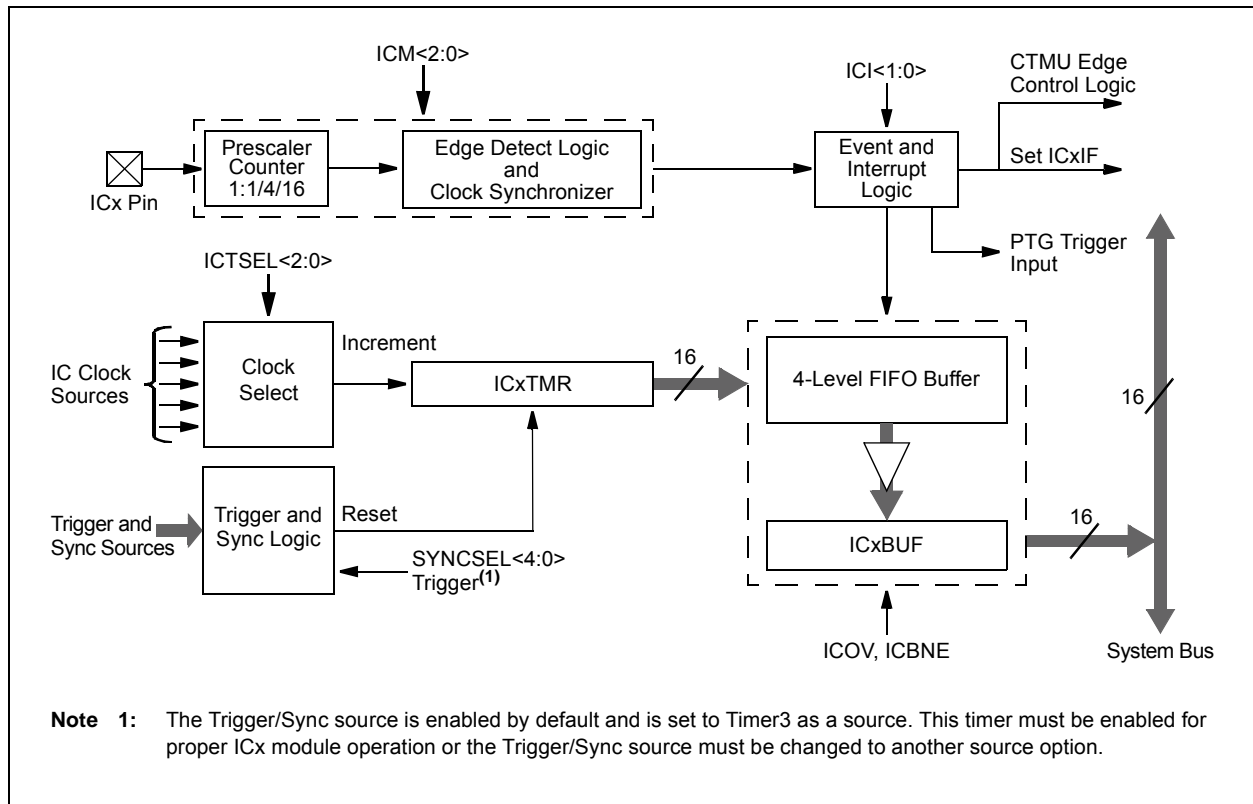 ICM<2:0>
ICI<1:0>
CTMU Edge
Control Logic
Prescaler
Counter
1:1/4/16
Edge Detect Logic
and
Clock Synchronizer
Event and
Interrupt
Logic
Set ICxIF
ICx Pin
PTG Trigger
Input
ICTSEL<2:0>
IC Clock
Sources
Clock
Select
Increment
ICxTMR
16
4-Level FIFO Buffer
16
Trigger and
Sync Sources
Trigger and
Sync Logic
Reset
SYNCSEL<4:0>
Trigger(1)
ICxBUF
16
ICOV, ICBNE
System Bus
Note 1: The Trigger/Sync source is enabled by default and is set to Timer3 as a source. This timer must be enabled for
proper ICx module operation or the Trigger/Sync source must be changed to another source option.